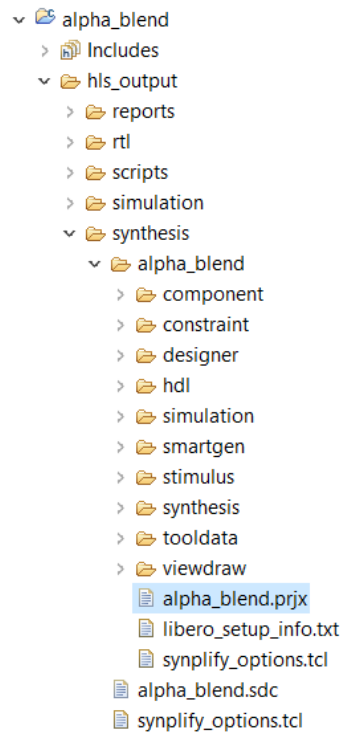 alpha_blend
Includes
hls_output
reports
rtl
scripts
simulation
synthesis
alpha_blend
component
constraint
designer
hdl
simulation
smartgen
stimulus
synthesis
tooldata
viewdraw
alpha_blend.prjx
libero_setup_info.txt
synplify_options.tcl
alpha_blend.sdc
synplify_options.tcl